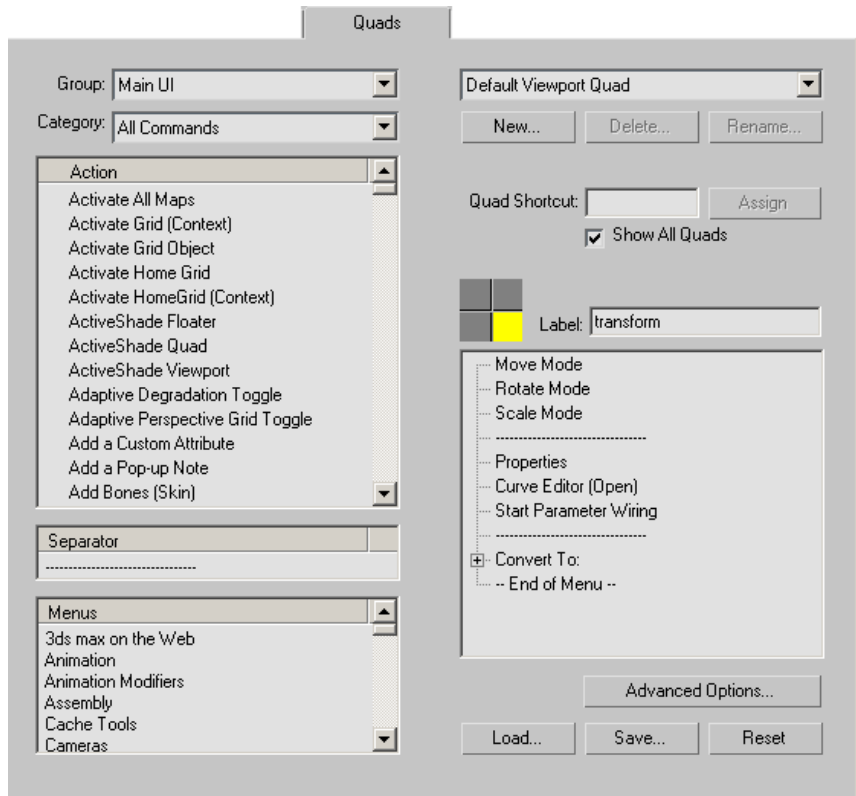 Quads
Group: Main UI
Category: All Commands
Action
Activate All Maps
Activate Grid (Context)
Activate Grid Object
Activate Home Grid
Activate HomeGrid (Context)
ActiveShade Floater
ActiveShade Quad
ActiveShade Viewport
Adaptive Degradation Toggle
Adaptive Perspective Grid Toggle
Add a Custom Attribute
Add a Pop-up Note
Add Bones (Skin)
Separator
---------------------------------
Menus
3ds max on the Web
Animation
Animation Modifiers
Assembly
Cache Tools
Cameras
Default Viewport Quad
New... Delete... Rename...
Quad Shortcut: Assign
Show All Quads
Label: transform
Move Mode
Rotate Mode
Scale Mode
---------------------------------
Properties
Curve Editor (Open)
Start Parameter Wiring
---------------------------------
Convert To:
-- End of Menu --
Advanced Options...
Load... Save... Reset